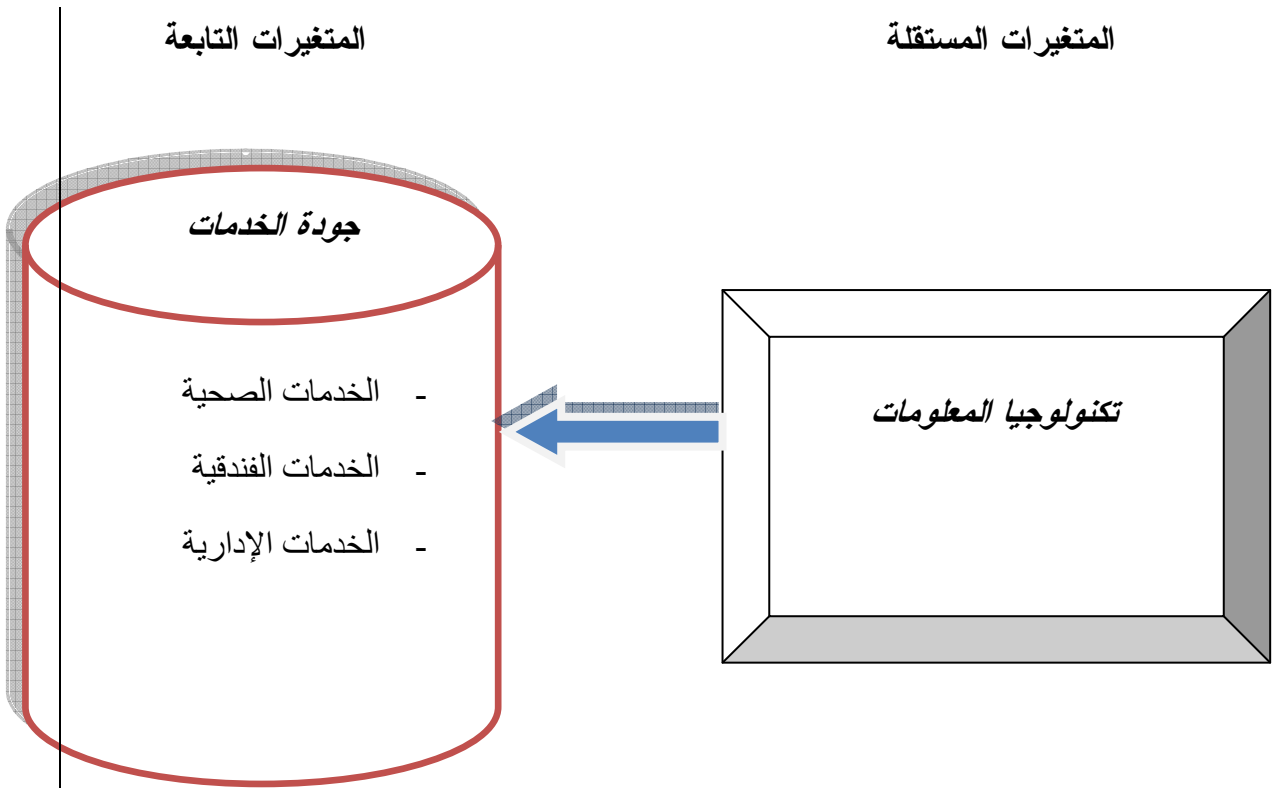 المتغيرات المستقلة
المتغيرات التابعة
تكنولوجيا المعلومات
جودة الخدمات
- الخدمات الصحية
- الخدمات الفندقية
- الخدمات الإدارية